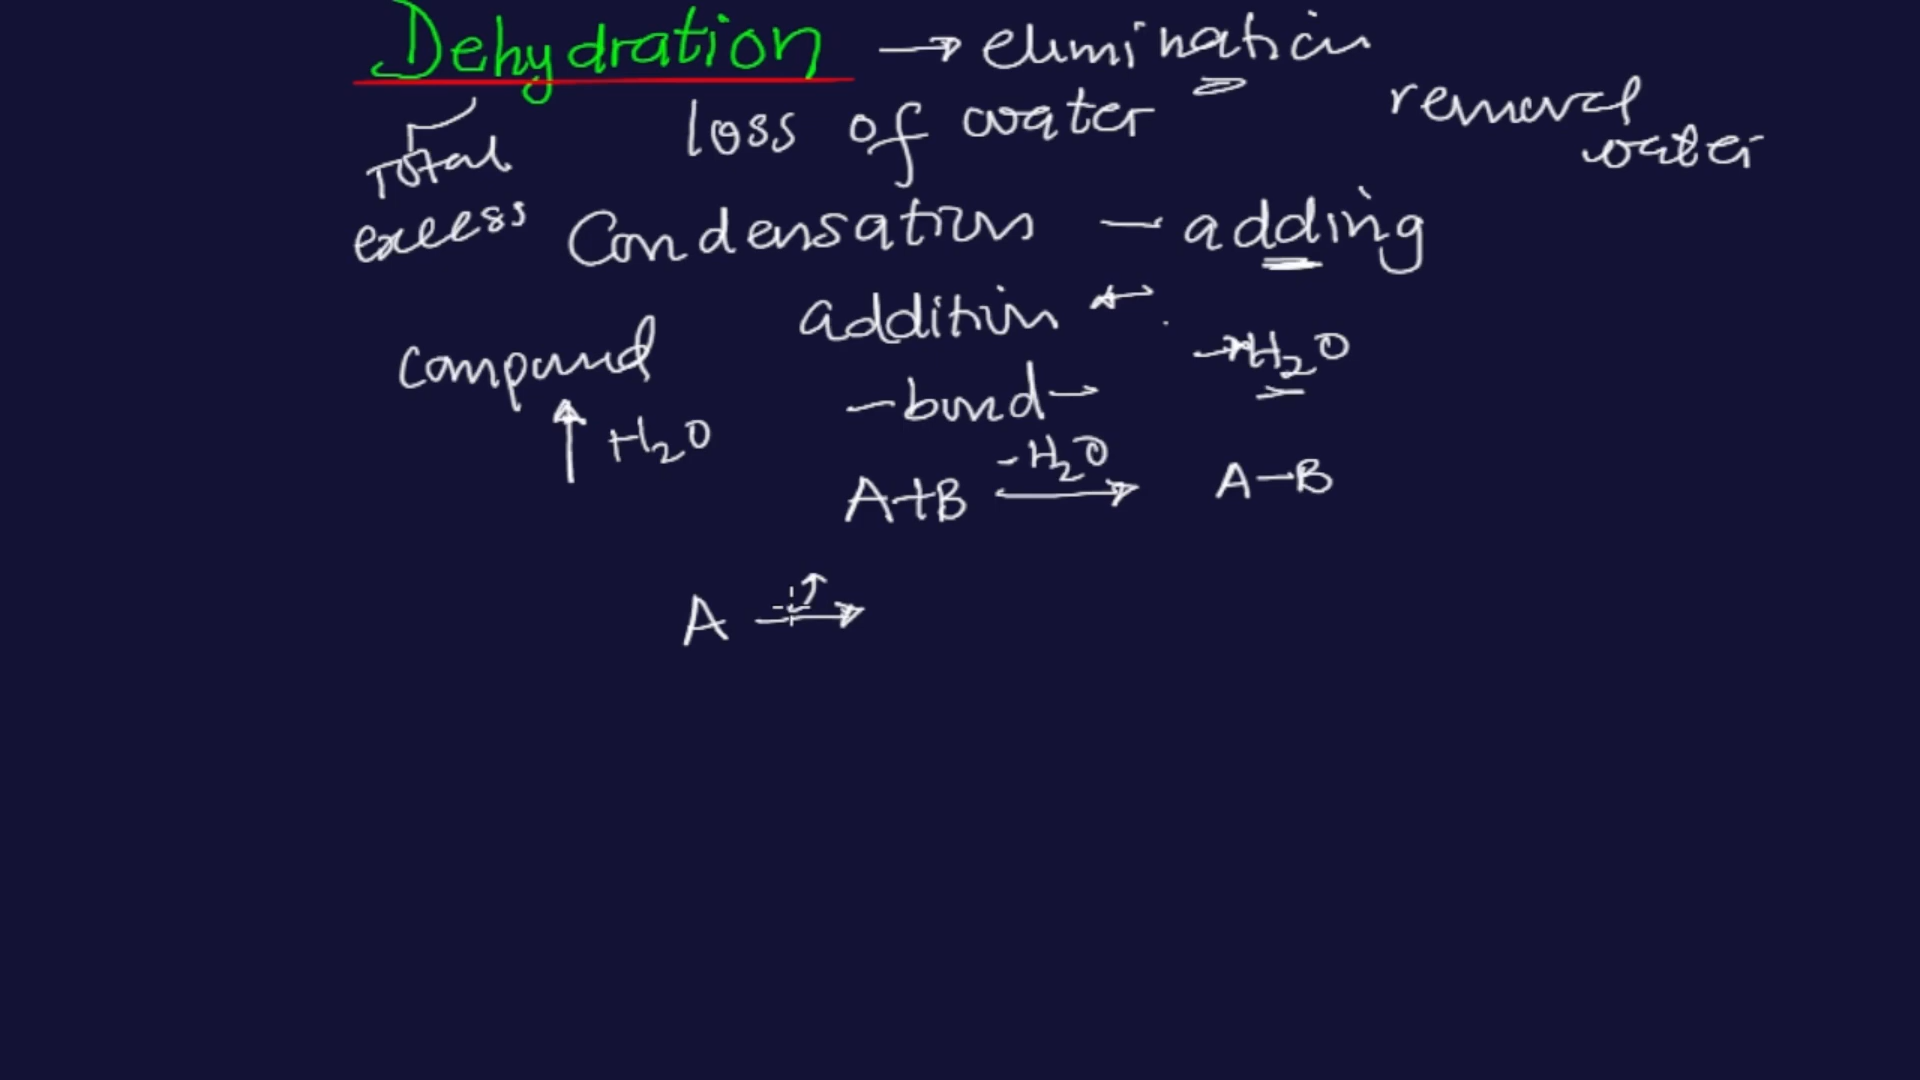 Dehydration → elimination
loss of water
removal
water
Total
excess
Condensation - adding
addition ←
compound
↑ H₂O
-bond-
→H₂O
A+B -H₂O→ A-B
A →